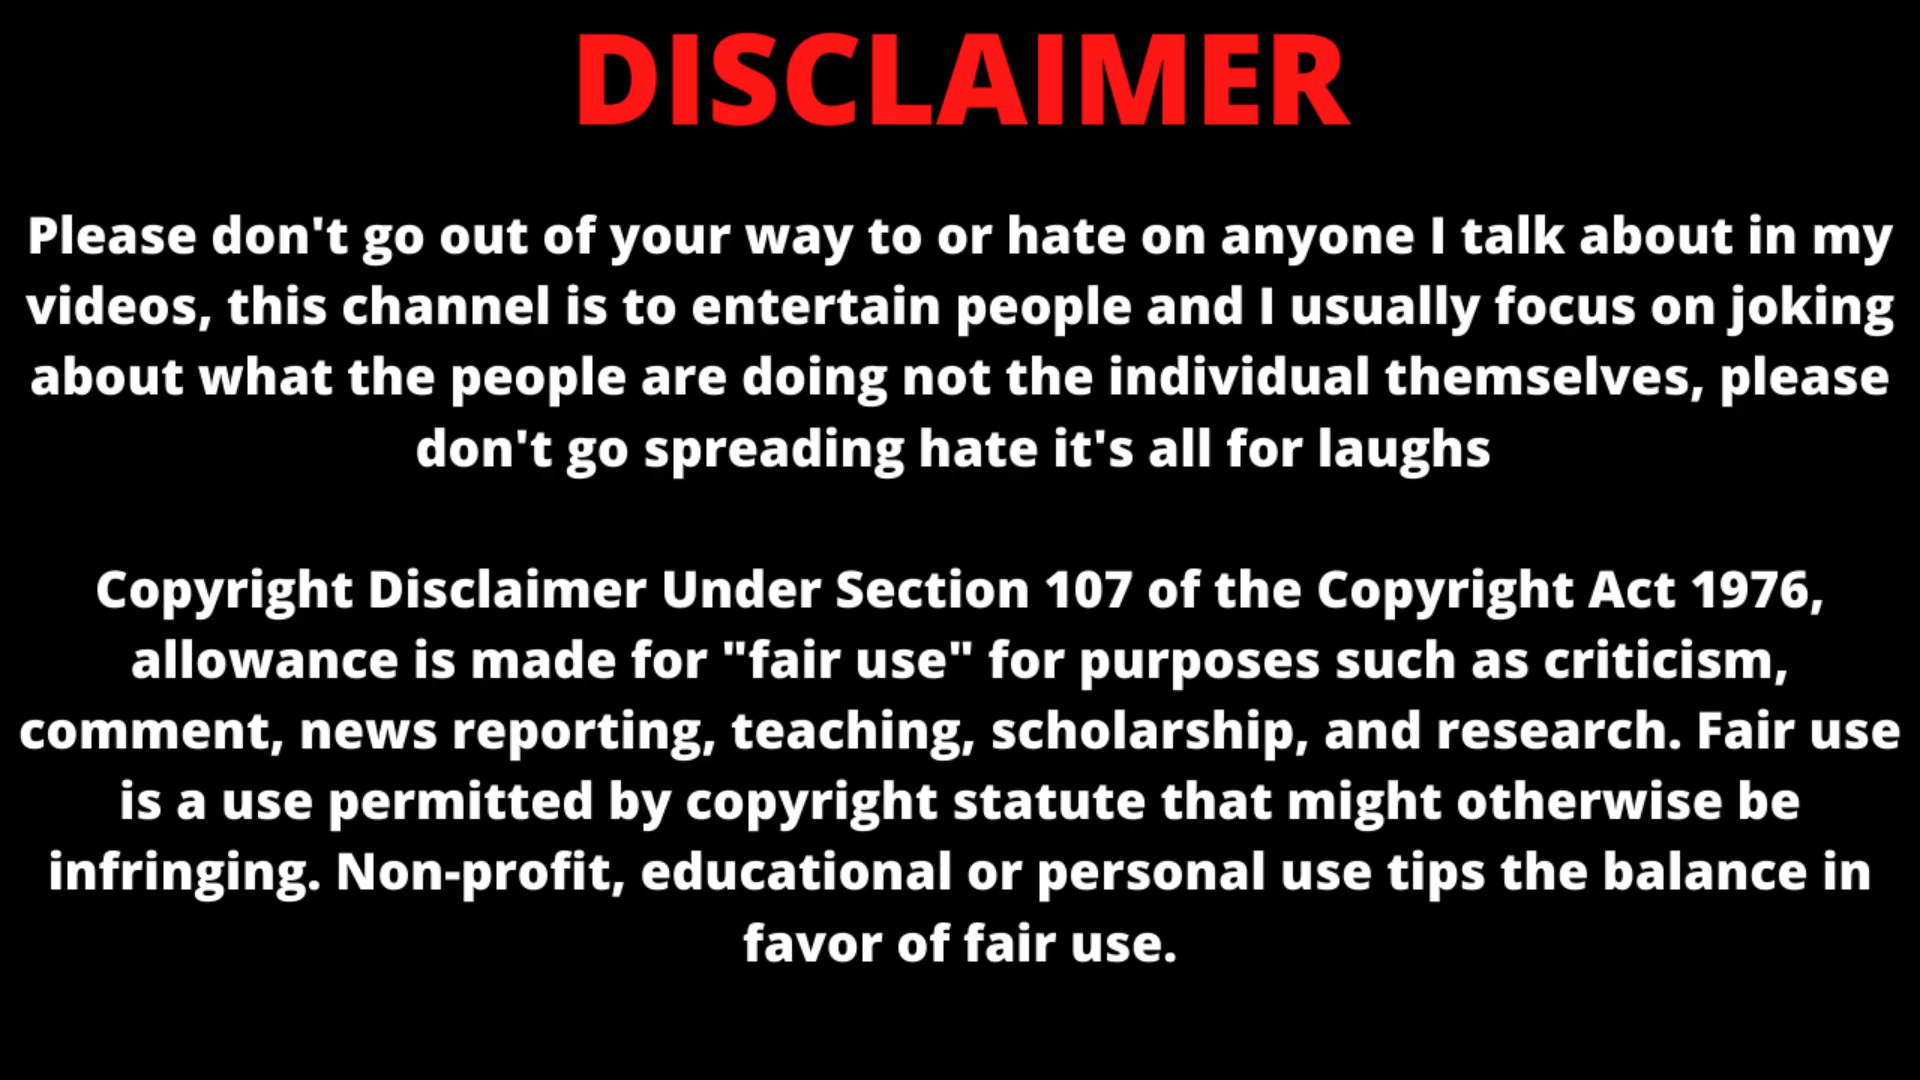 DISCLAIMER
Please don't go out of your way to or hate on anyone I talk about in my
videos, this channel is to entertain people and I usually focus on joking
about what the people are doing not the individual themselves, please
don't go spreading hate it's all for laughs
Copyright Disclaimer Under Section 107 of the Copyright Act 1976,
allowance is made for "fair use" for purposes such as criticism,
comment, news reporting, teaching, scholarship, and research. Fair use
is a use permitted by copyright statute that might otherwise be
infringing. Non-profit, educational or personal use tips the balance in
favor of fair use.